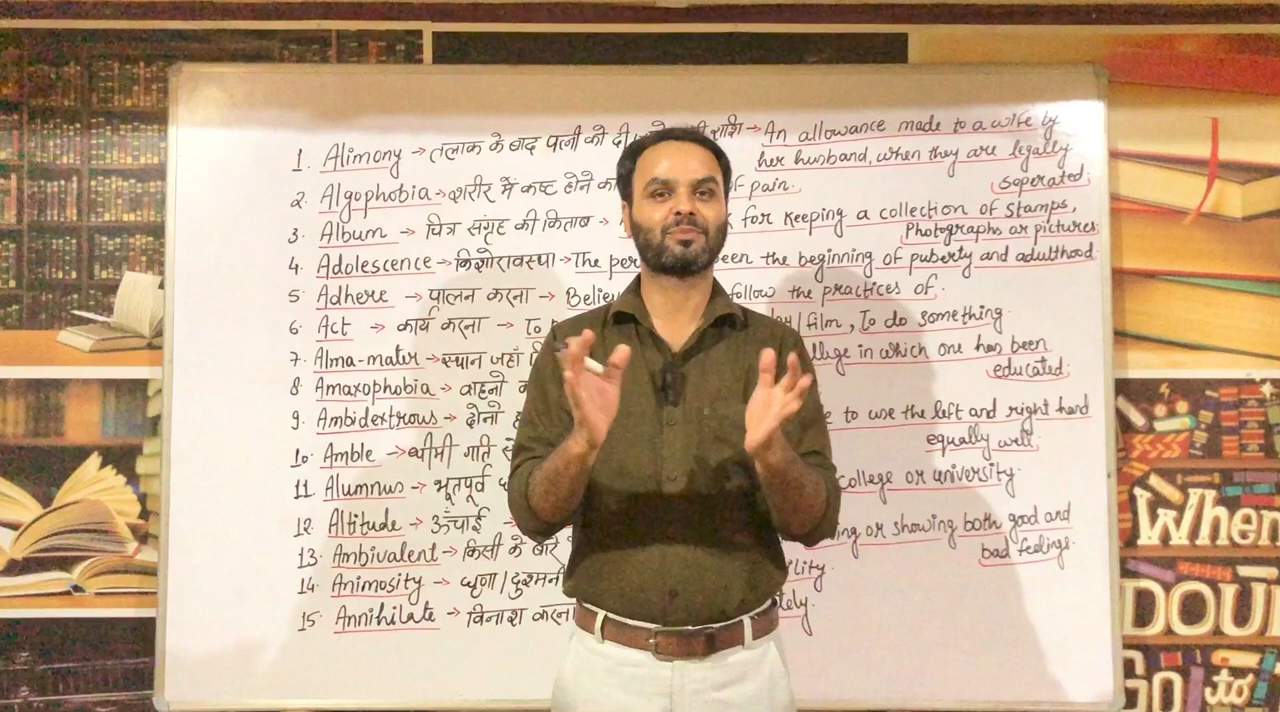 1. Alimony → तलाक के बाद पत्नी को दी राशि → An allowance made to a wife by
her husband, when they are legally
seperated.
2. Algophobia → शरीर में कष्ट होने का of pain.
3. Album → चित्र संग्रह की किताब → for keeping a collection of stamps,
Photographs or pictures.
4. Adolescence → किशोरावस्था → The per een the beginning of puberty and adulthood.
5. Adhere → पालन करना → Believ follow the practices of.
6. Act → कार्य करना → To / film, To do something.
7. Alma-mater → स्थान जहाँ llege in which one has been
educated.
8. Amaxophobia → वाहनो
9. Ambidextrous → दोनो to use the left and right hand
equally well.
10. Amble → धीमी गति से
11. Alumnus → भूतपूर्व college or university.
12. Altitude → ऊँचाई →
13. Ambivalent → किसी के बारे ing or showing both good and
bad feelings.
14. Animosity → घृणा / दुश्मनी ility.
15. Annihilate → विनाश करना tely.
When
DOU
Go to